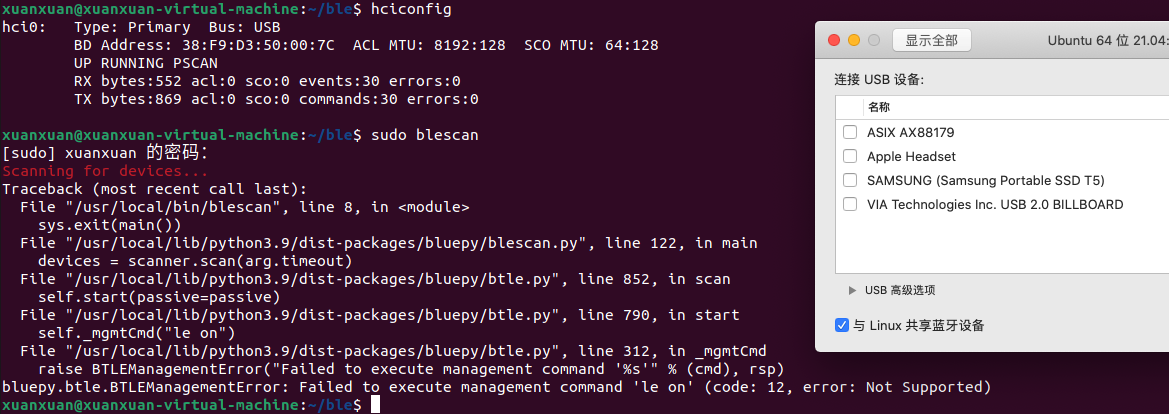 xuanxuan@xuanxuan-virtual-machine:~/ble$ hciconfig
hci0:   Type: Primary  Bus: USB
        BD Address: 38:F9:D3:50:00:7C  ACL MTU: 8192:128  SCO MTU: 64:128
        UP RUNNING PSCAN
        RX bytes:552 acl:0 sco:0 events:30 errors:0
        TX bytes:869 acl:0 sco:0 commands:30 errors:0
xuanxuan@xuanxuan-virtual-machine:~/ble$ sudo blescan
[sudo] xuanxuan 的密码：
Scanning for devices...
Traceback (most recent call last):
  File "/usr/local/bin/blescan", line 8, in <module>
    sys.exit(main())
  File "/usr/local/lib/python3.9/dist-packages/bluepy/blescan.py", line 122, in main
    devices = scanner.scan(arg.timeout)
  File "/usr/local/lib/python3.9/dist-packages/bluepy/btle.py", line 852, in scan
    self.start(passive=passive)
  File "/usr/local/lib/python3.9/dist-packages/bluepy/btle.py", line 790, in start
    self._mgmtCmd("le on")
  File "/usr/local/lib/python3.9/dist-packages/bluepy/btle.py", line 312, in _mgmtCmd
    raise BTLEManagementError("Failed to execute management command '%s'" % (cmd), rsp)
bluepy.btle.BTLEManagementError: Failed to execute management command 'le on' (code: 12, error: Not Supported)
xuanxuan@xuanxuan-virtual-machine:~/ble$
显示全部
Ubuntu 64 位 21.04:
连接 USB 设备:
名称
ASIX AX88179
Apple Headset
SAMSUNG (Samsung Portable SSD T5)
VIA Technologies Inc. USB 2.0 BILLBOARD
USB 高级选项
与 Linux 共享蓝牙设备